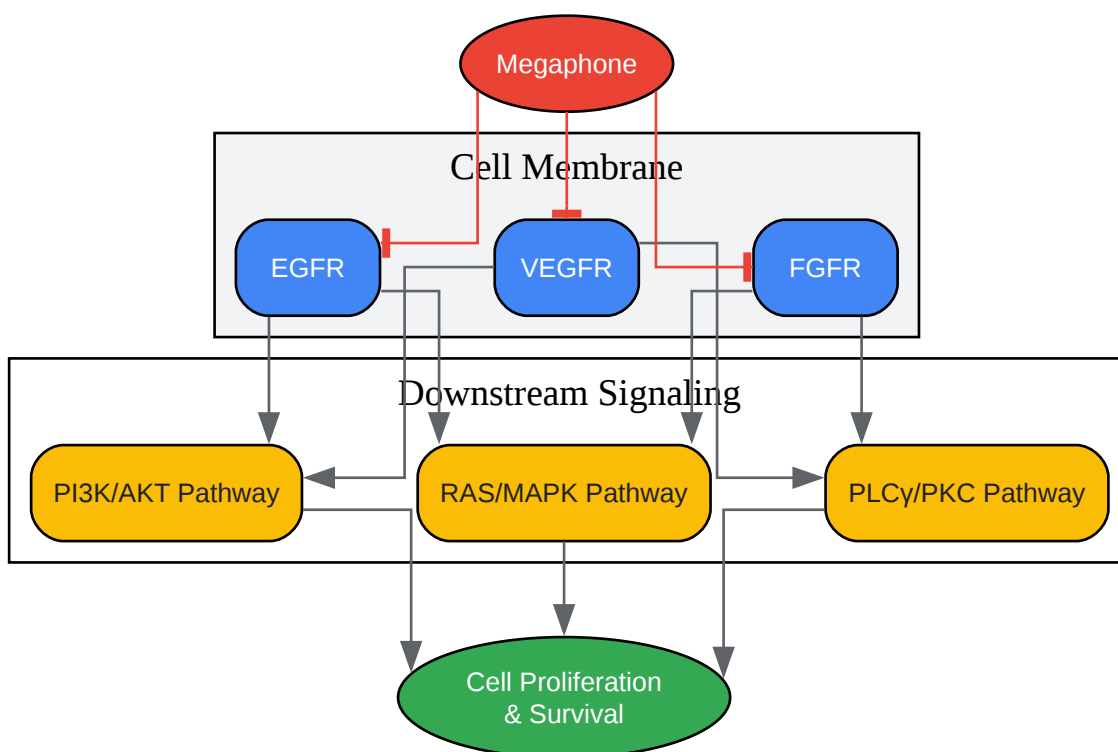 Megaphone
Cell Membrane
EGFR
VEGFR
FGFR
Downstream Signaling
PI3K/AKT Pathway
RAS/MAPK Pathway
PLCγ/PKC Pathway
Cell Proliferation
& Survival